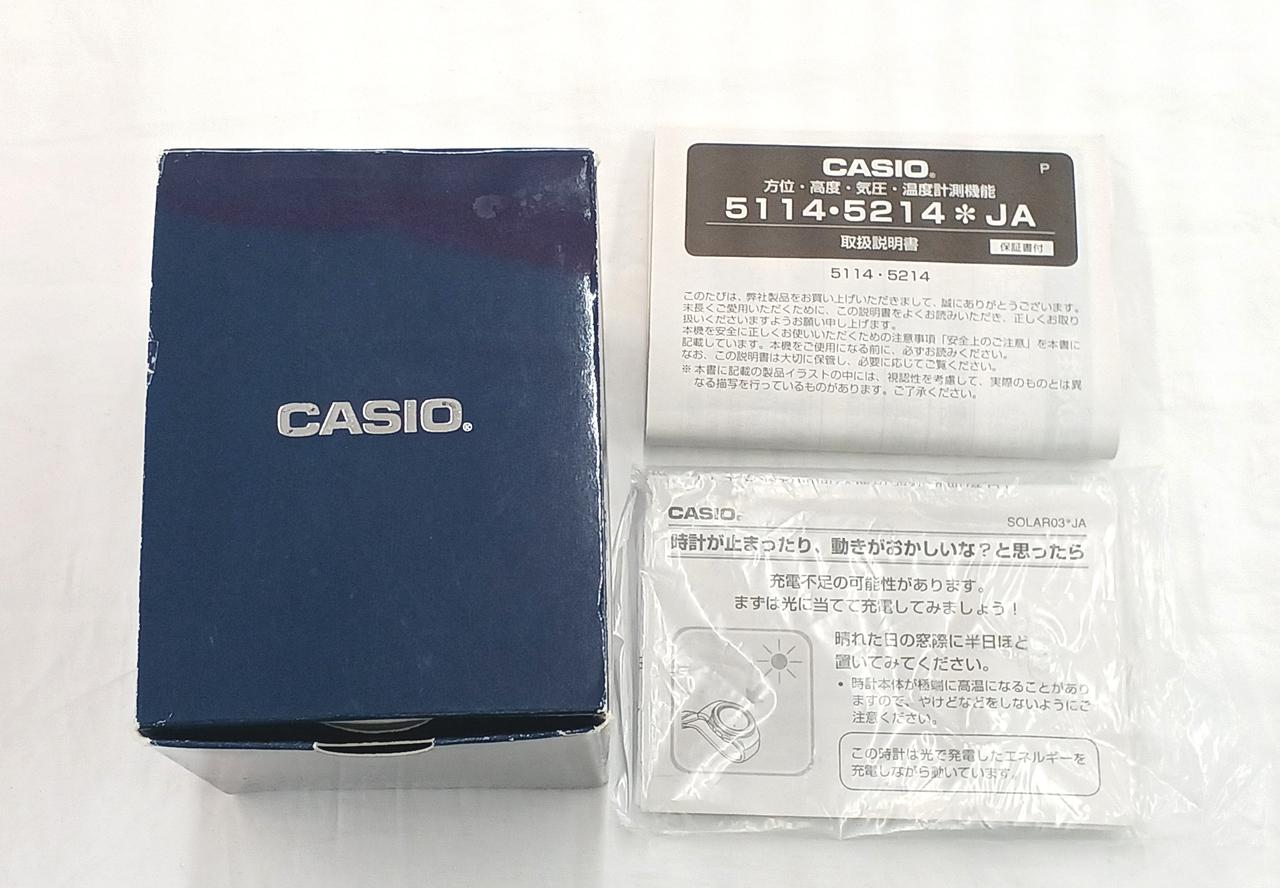 CASIO®
CASIO®
P
方位・高度・気圧・温度計測機能
5114・5214＊JA
取扱説明書
保証書付
5114・5214
このたびは、弊社製品をお買い上げいただきまして、誠にありがとうございます。
末長くご愛用いただくために、この説明書をよくお読みいただき、正しくお取り
扱いくださいますようお願い申し上げます。
本機を安全に正しくお使いいただくための注意事項「安全上のご注意」を本書に
記載しています。本機をご使用になる前に、必ずお読みください。
なお、この説明書は大切に保管し、必要に応じてご覧ください。
※本書に記載の製品イラストの中には、視認性を考慮して、実際のものとは異
なる描写を行っているものがあります。ご了承ください。
CASIO®
SOLAR03*JA
時計が止まったり、動きがおかしいな？と思ったら
充電不足の可能性があります。
まずは光に当てて充電してみましょう！
晴れた日の窓際に半日ほど
置いてみてください。
• 時計本体が極端に高温になることがあり
ますので、やけどなどをしないようにご
注意ください。
この時計は光で発電したエネルギーを
充電しながら動いています。